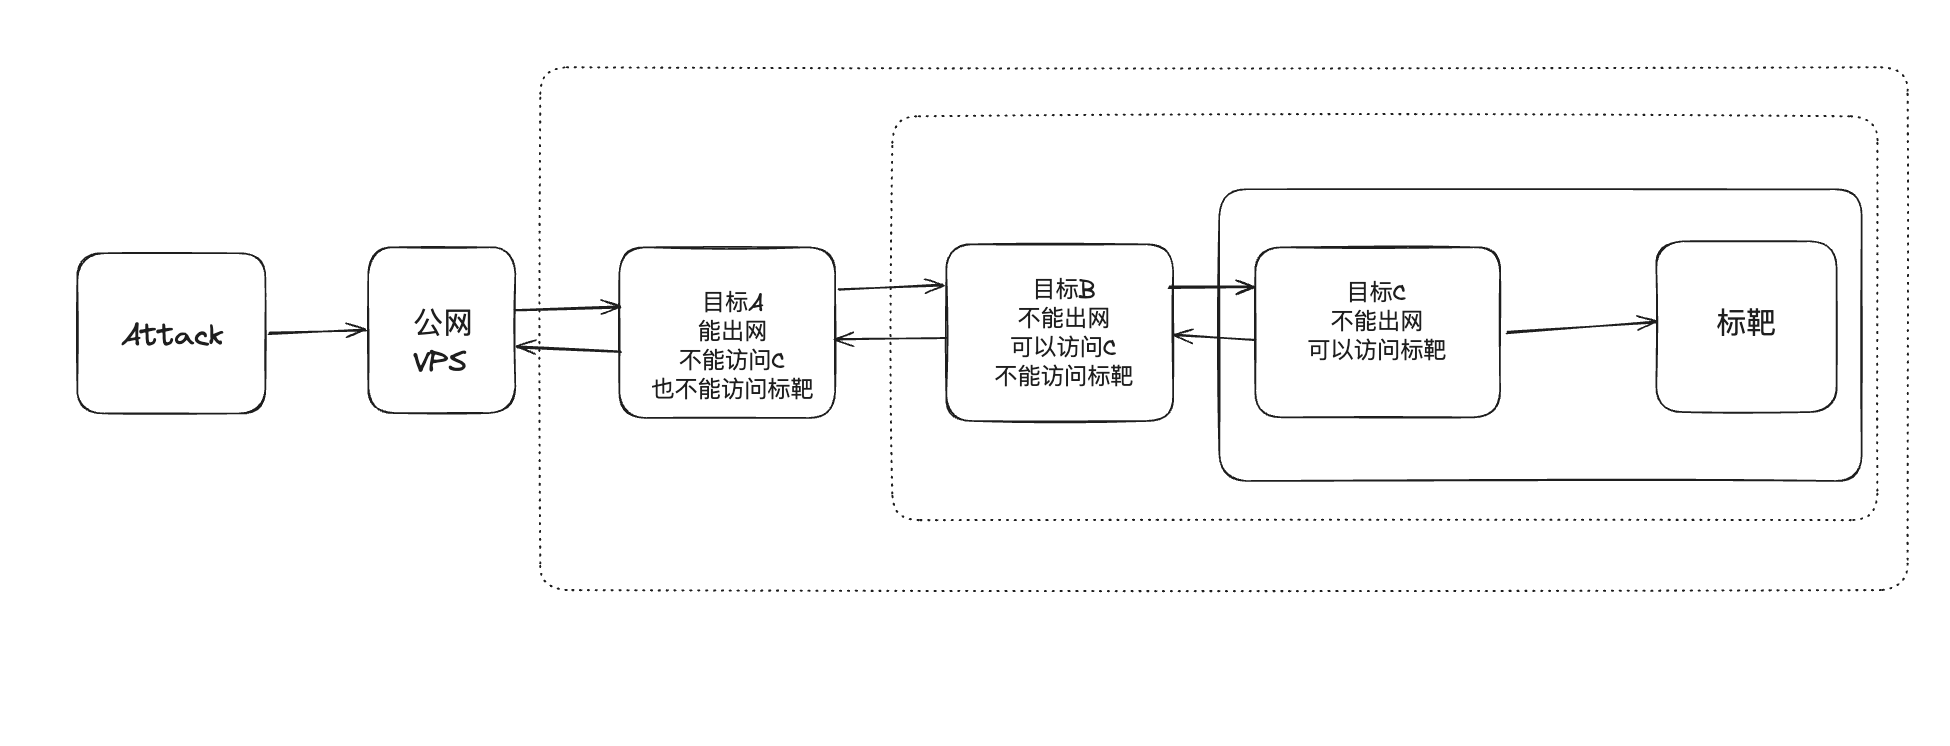 Attack
公网
VPS
目标A
能出网
不能访问C
也不能访问标靶
目标B
不能出网
可以访问C
不能访问标靶
目标C
不能出网
可以访问标靶
标靶